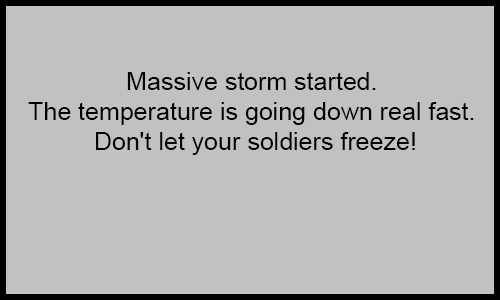 Massive storm started.
The temperature is going down real fast.
Don't let your soldiers freeze!